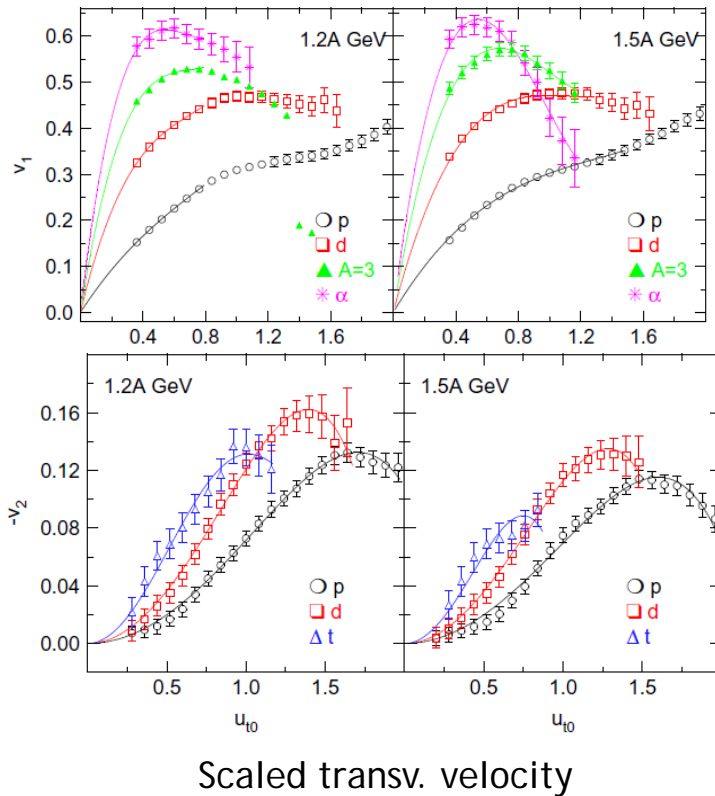 1.2A GeV
1.5A GeV
v1
0.6
0.5
0.4
0.3
0.2
0.1
0.0
p
d
A=3
α
p
d
A=3
α
0.4 0.8 1.2 1.6
0.4 0.8 1.2 1.6
1.2A GeV
1.5A GeV
-v2
0.16
0.12
0.08
0.04
0.00
p
d
t
p
d
t
0.5 1.0 1.5
0.5 1.0 1.5
ut0
ut0
Scaled transv. velocity